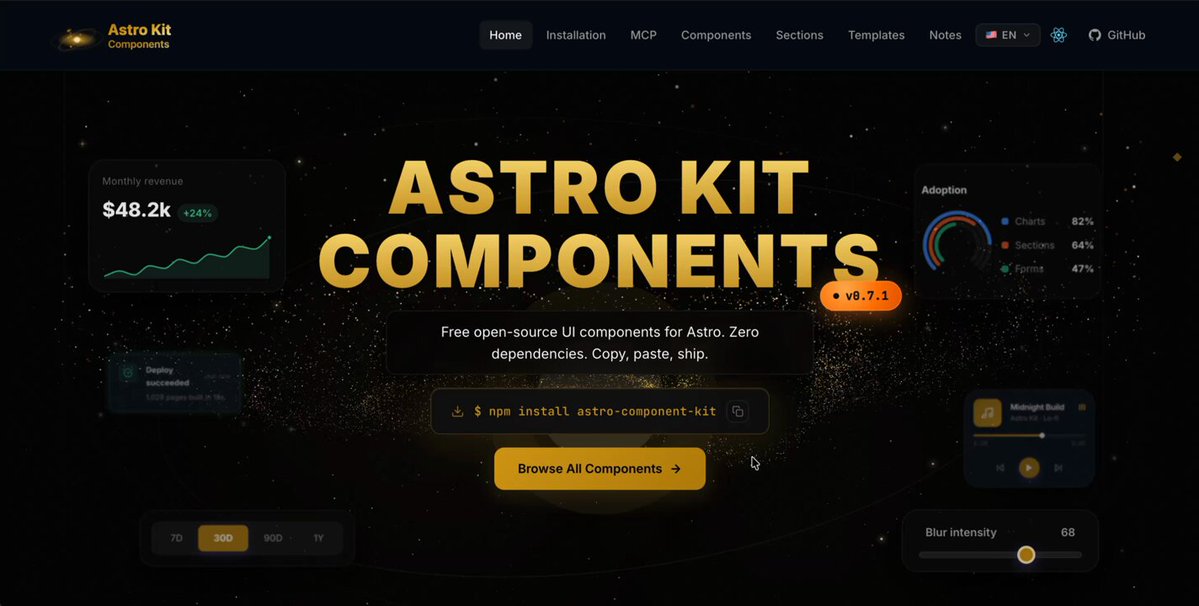 Astro Kit
Components
Home
Installation
MCP
Components
Sections
Templates
Notes
EN
GitHub
Monthly revenue
$48.2k +24%
ASTRO KIT
COMPONENTS
v0.7.1
Free open-source UI components for Astro. Zero
dependencies. Copy, paste, ship.
$ npm install astro-component-kit
Browse All Components →
Adoption
Charts 82%
Sections 64%
Forms 47%
Deploy
succeeded
Midnight Build
7D
30D
90D
1Y
Blur intensity 68